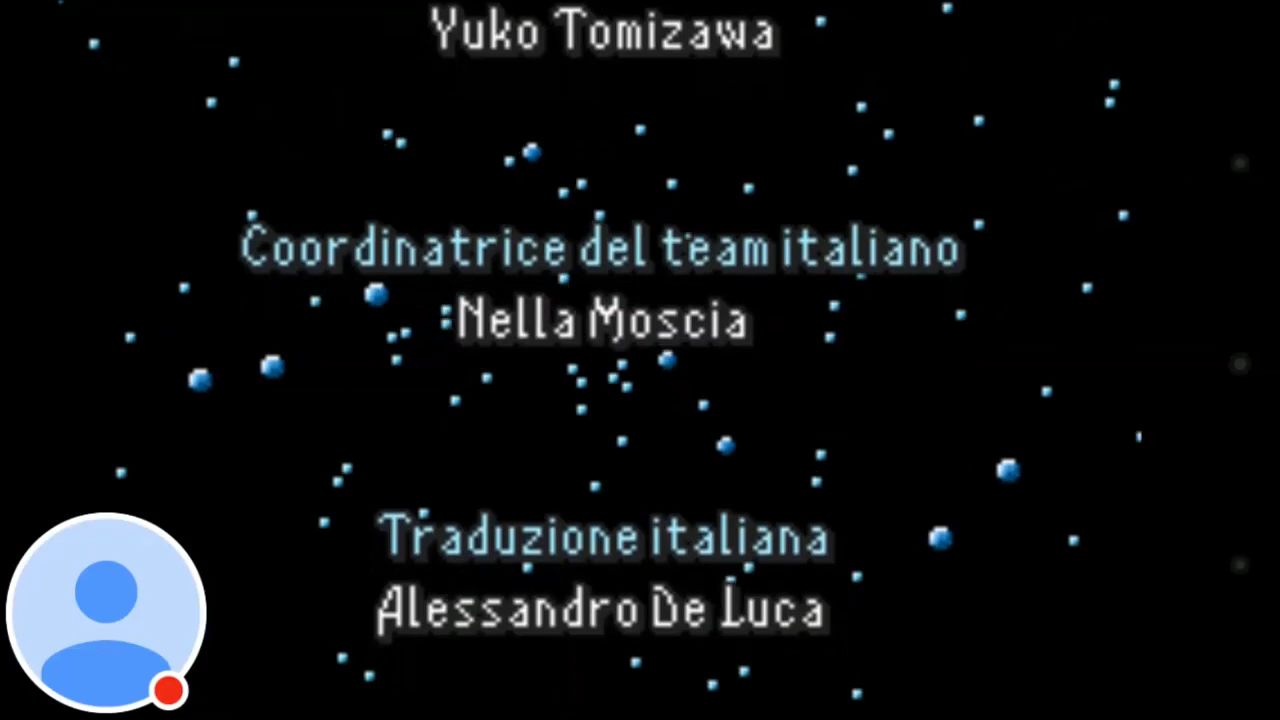 Yuko Tomizawa
Coordinatrice del team italiano
Nella Moscia
Traduzione italiana
Alessandro De Luca